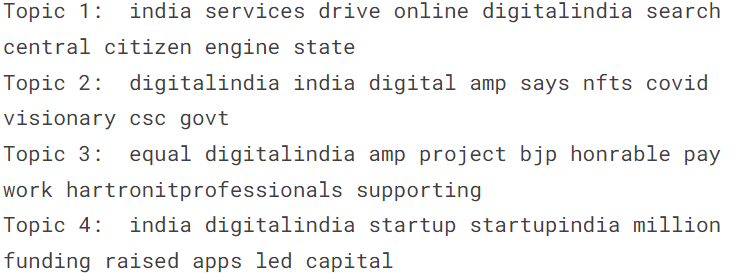 Topic 1:  india services drive online digitalindia search
central citizen engine state
Topic 2:  digitalindia india digital amp says nfts covid
visionary csc govt
Topic 3:  equal digitalindia amp project bjp honrable pay
work hartronitprofessionals supporting
Topic 4:  india digitalindia startup startupindia million
funding raised apps led capital